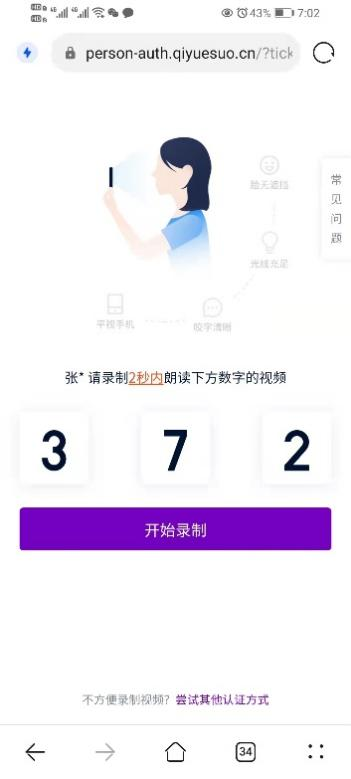 43% 7:02
person-auth.qiyuesuo.cn/?tick
脸无遮挡
光线充足
平视手机
咬字清晰
常见问题
张* 请录制2秒内朗读下方数字的视频
3 7 2
开始录制
不方便录制视频？尝试其他认证方式
34